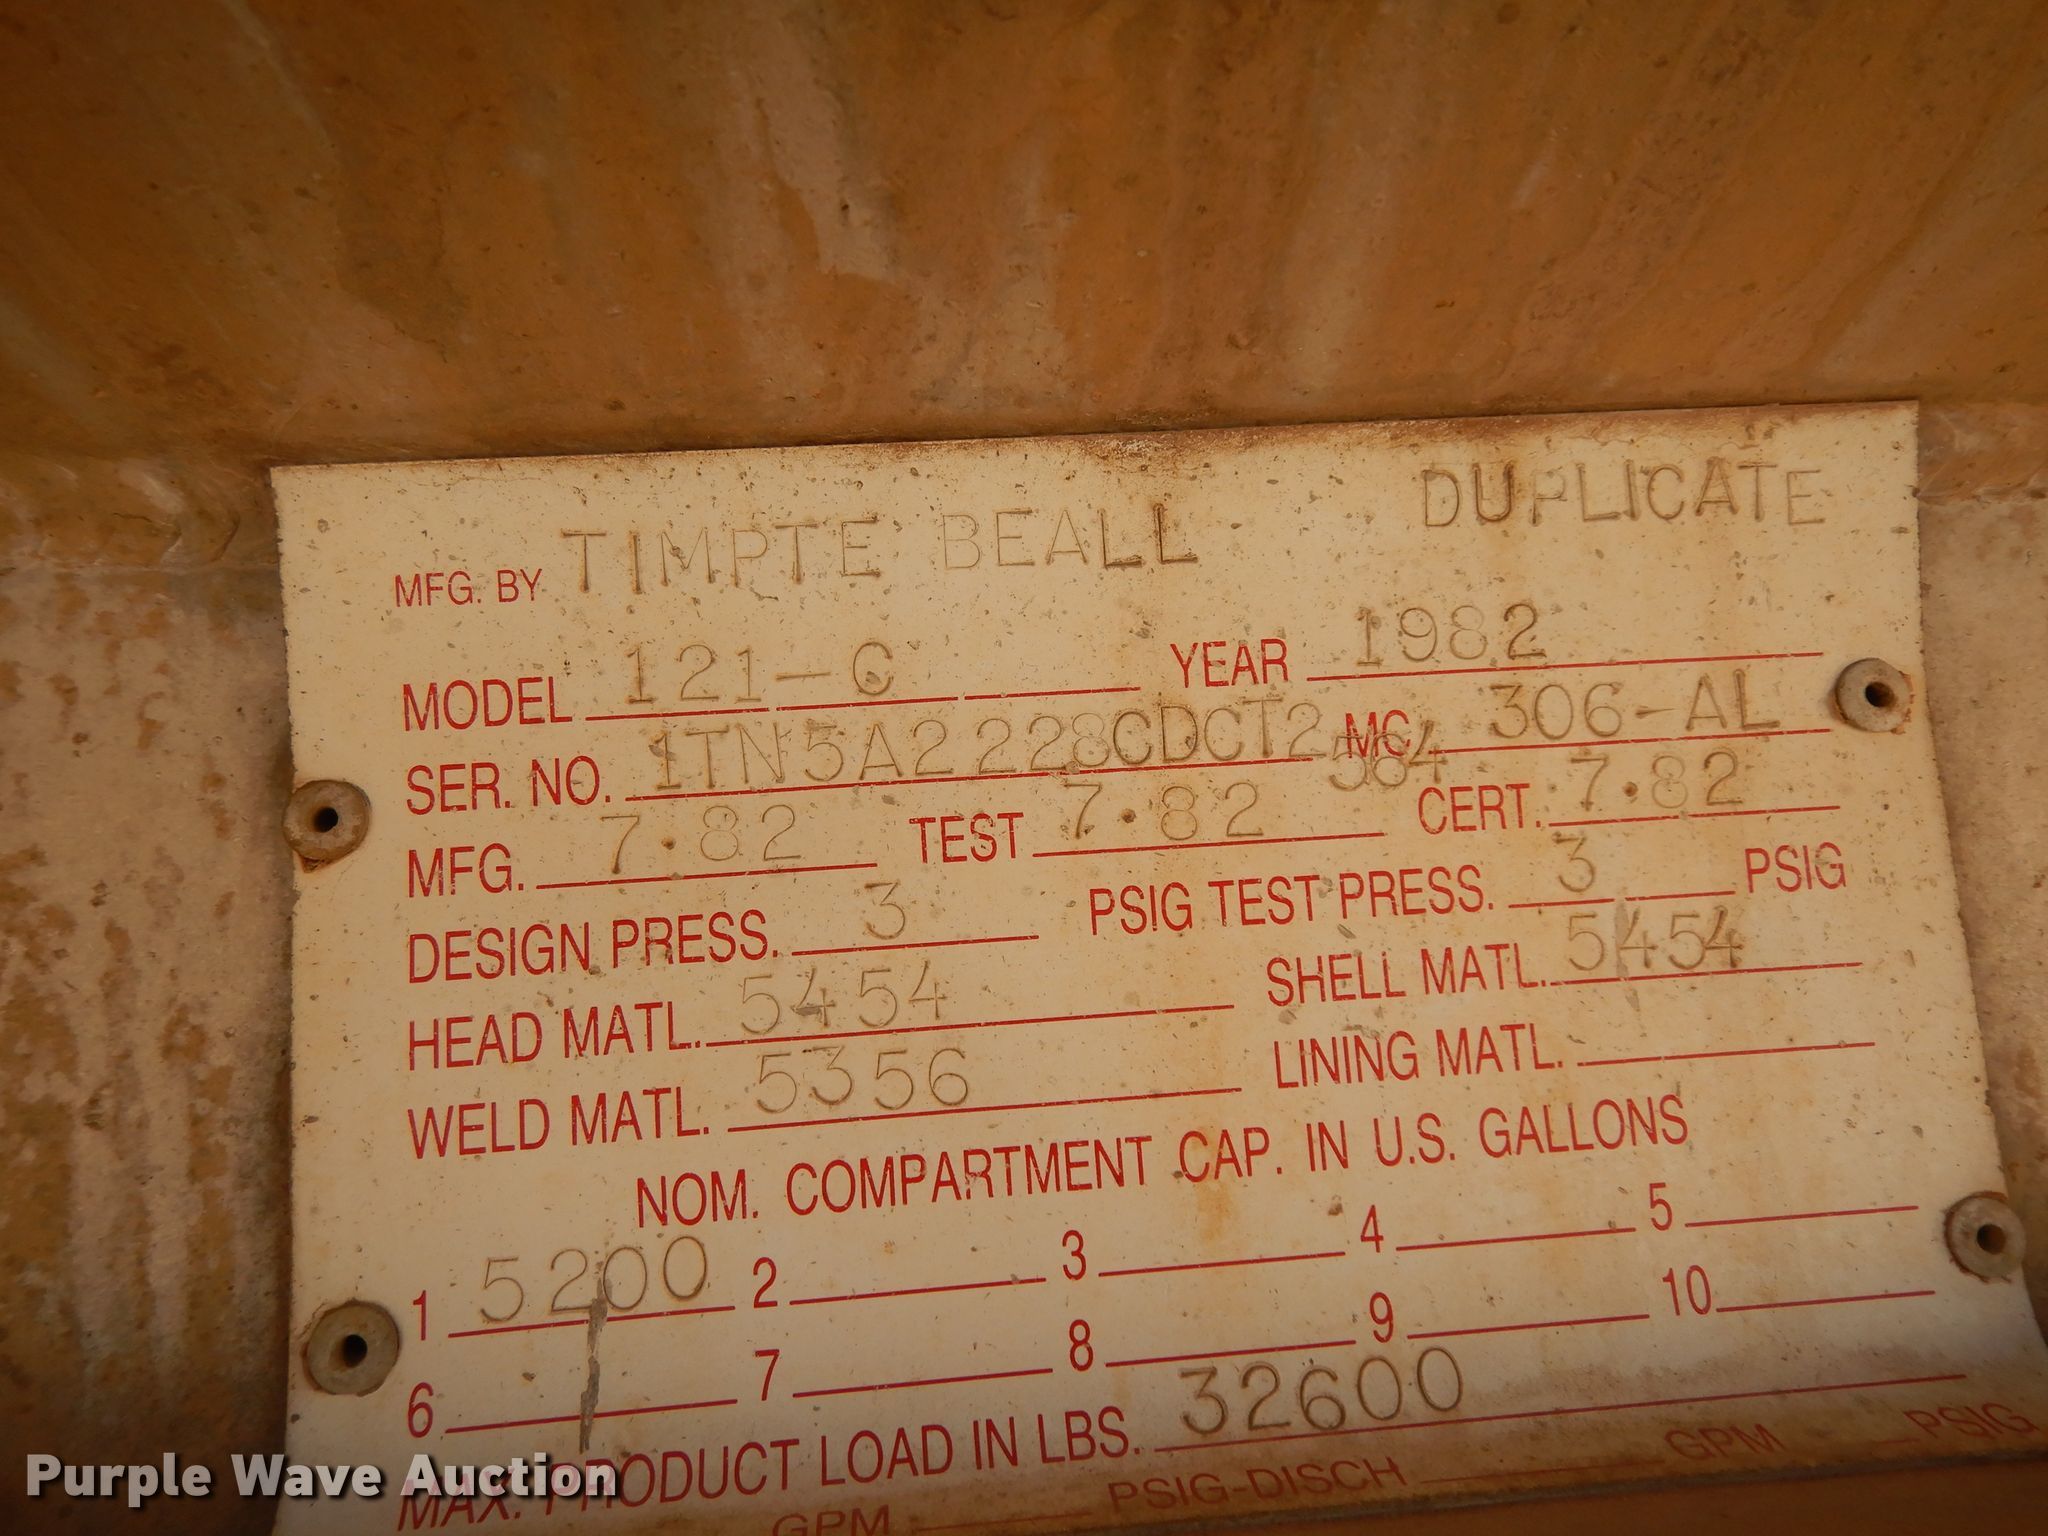 DUPLICATE
MFG. BY TIMPTE BEALL
MODEL 121-C YEAR 1982
SER. NO. 1TN5A2228CDCT2564 MC 306-AL
MFG. 7.82 TEST 7.82 CERT. 7.82
DESIGN PRESS. 3 PSIG TEST PRESS. 3 PSIG
HEAD MATL. 5454 SHELL MATL. 5454
WELD MATL. 5356 LINING MATL.
NOM. COMPARTMENT CAP. IN U.S. GALLONS
1 5200 2 3 4 5
6 7 8 9 10
MAX. PRODUCT LOAD IN LBS. 32600
GPM PSIG-DISCH GPM PSIG
Purple Wave Auction